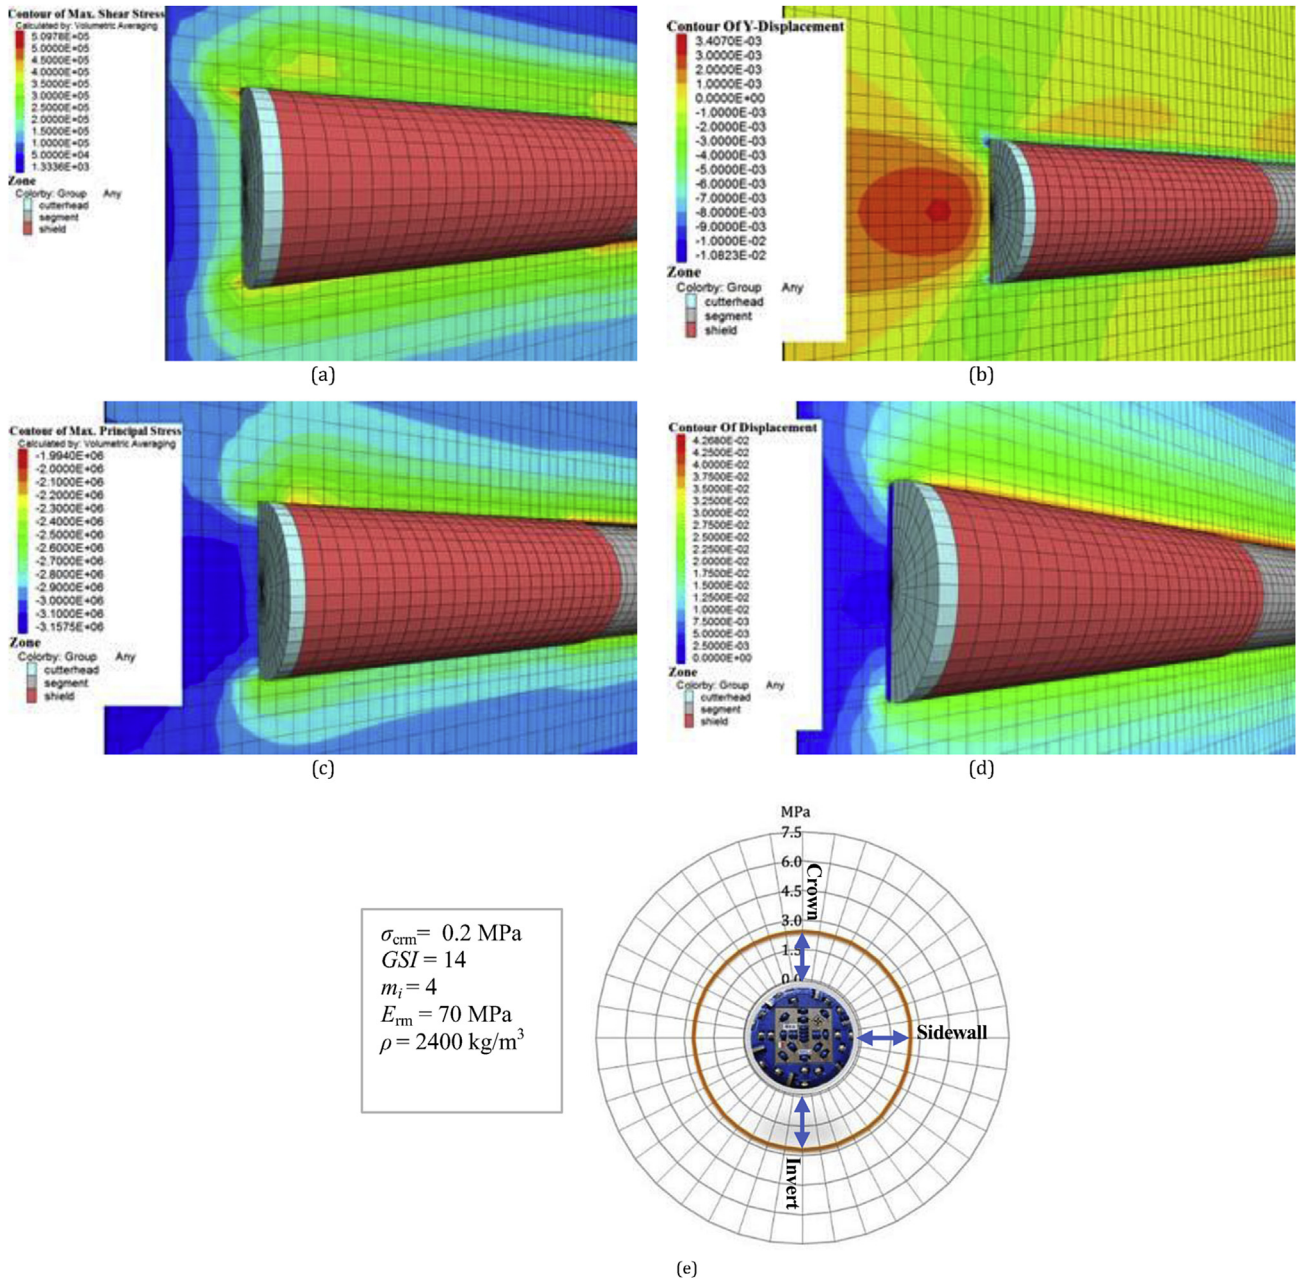 Contour of Max. Shear Stress
Calculated by: Volumetric Averaging
5.0978E+05
5.0000E+05
4.5000E+05
4.0000E+05
3.5000E+05
3.0000E+05
2.5000E+05
2.0000E+05
1.5000E+05
1.0000E+05
5.0000E+04
1.3336E+03
Zone
Colorby: Group Any
cutterhead
segment
shield
(a)
Contour Of Y-Displacement
3.4070E-03
3.0000E-03
2.0000E-03
1.0000E-03
0.0000E+00
-1.0000E-03
-2.0000E-03
-3.0000E-03
-4.0000E-03
-5.0000E-03
-6.0000E-03
-7.0000E-03
-8.0000E-03
-9.0000E-03
-1.0000E-02
-1.0823E-02
Zone
Colorby: Group Any
cutterhead
segment
shield
(b)
Contour of Max. Principal Stress
Calculated by: Volumetric Averaging
-1.9940E+06
-2.0000E+06
-2.1000E+06
-2.2000E+06
-2.3000E+06
-2.4000E+06
-2.5000E+06
-2.6000E+06
-2.7000E+06
-2.8000E+06
-2.9000E+06
-3.0000E+06
-3.1000E+06
-3.1575E+06
Zone
Colorby: Group Any
cutterhead
segment
shield
(c)
Contour of Displacement
4.2680E-02
4.2500E-02
4.0000E-02
3.7500E-02
3.5000E-02
3.2500E-02
3.0000E-02
2.7500E-02
2.5000E-02
2.2500E-02
2.0000E-02
1.7500E-02
1.5000E-02
1.2500E-02
1.0000E-02
7.5000E-03
5.0000E-03
2.5000E-03
0.0000E+00
Zone
Colorby: Group Any
cutterhead
segment
shield
(d)
σcrm= 0.2 MPa
GSI = 14
mi = 4
Erm = 70 MPa
ρ = 2400 kg/m³
MPa
7.5
6.0
4.5
3.0
1.5
0.0
Crown
Sidewall
Invert
(e)